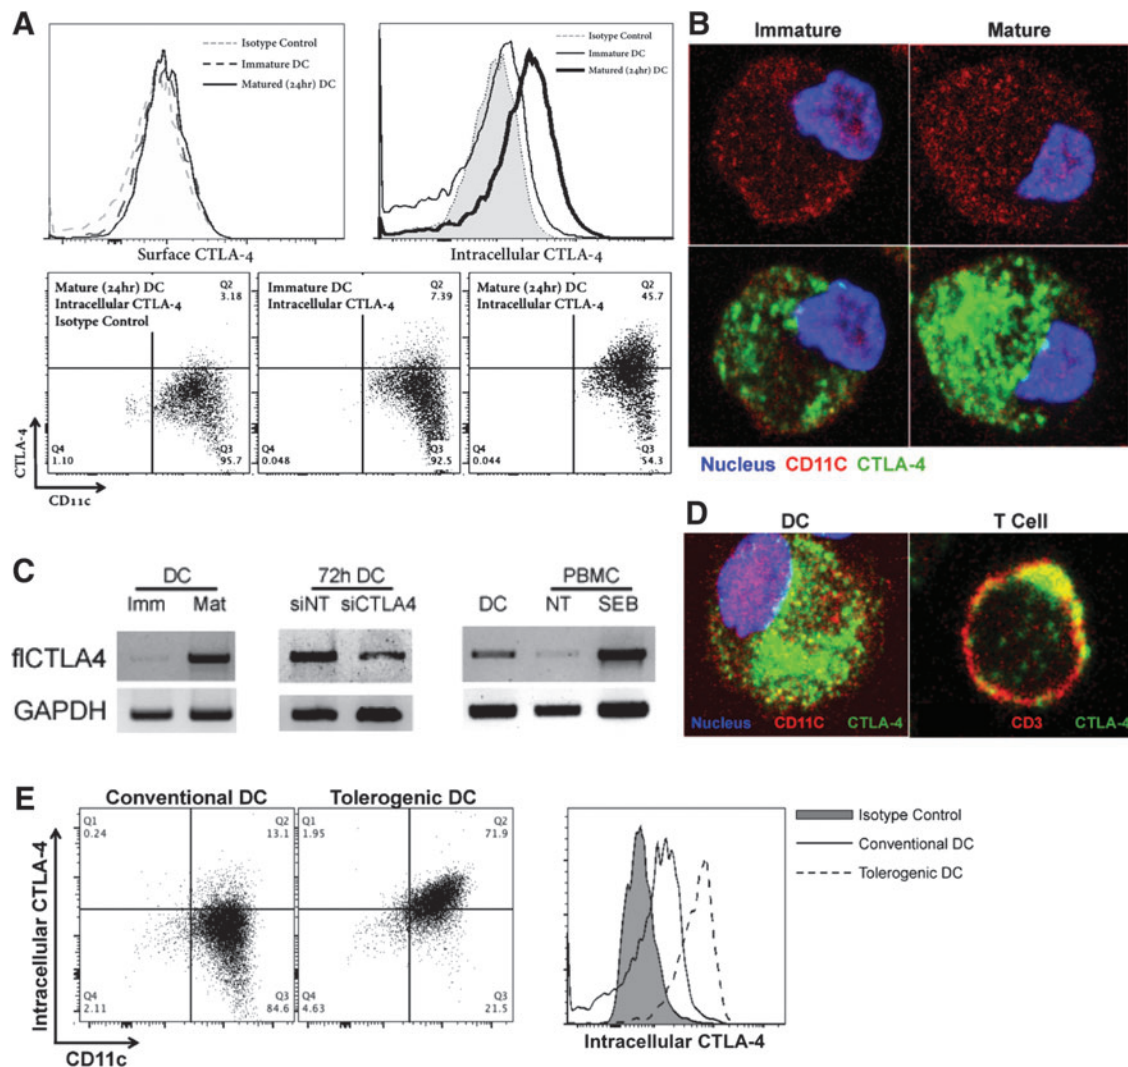 A
Isotype Control
Immature DC
Matured (24hr) DC
Surface CTLA-4
Isotype Control
Immature DC
Matured (24hr) DC
Intracellular CTLA-4
Mature (24hr) DC
Intracellular CTLA-4
Isotype Control
Q2
3.18
Q4
1.10
Q3
95.7
Immature DC
Intracellular CTLA-4
Q2
7.39
Q4
0.048
Q3
92.5
Mature (24hr) DC
Intracellular CTLA-4
Q2
45.7
Q4
0.044
Q3
54.3
CTLA-4
CD11c
B
Immature
Mature
Nucleus CD11C CTLA-4
C
DC
72h DC
PBMC
Imm Mat
siNT siCTLA4
DC NT SEB
flCTLA4
GAPDH
D
DC
T Cell
Nucleus CD11C CTLA-4
CD3 CTLA-4
E
Conventional DC
Tolerogenic DC
Q1
0.24
Q2
13.1
Q4
2.11
Q3
84.6
Q1
1.95
Q2
71.9
Q4
4.63
Q3
21.5
Intracellular CTLA-4
CD11c
Isotype Control
Conventional DC
Tolerogenic DC
Intracellular CTLA-4